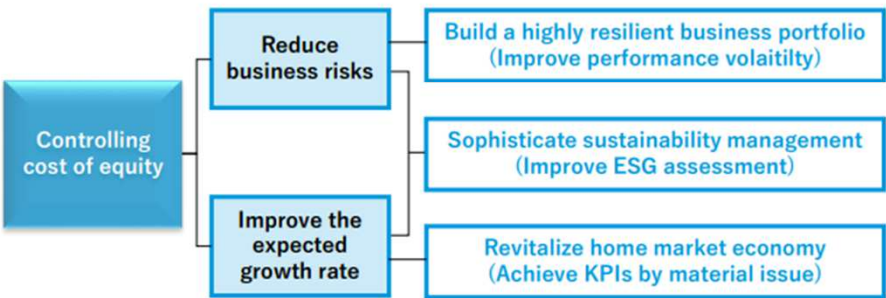 Controlling
cost of equity
Reduce
business risks
Improve the
expected
growth rate
Build a highly resilient business portfolio
(Improve performance volaitilty)
Sophisticate sustainability management
(Improve ESG assessment)
Revitalize home market economy
(Achieve KPIs by material issue)